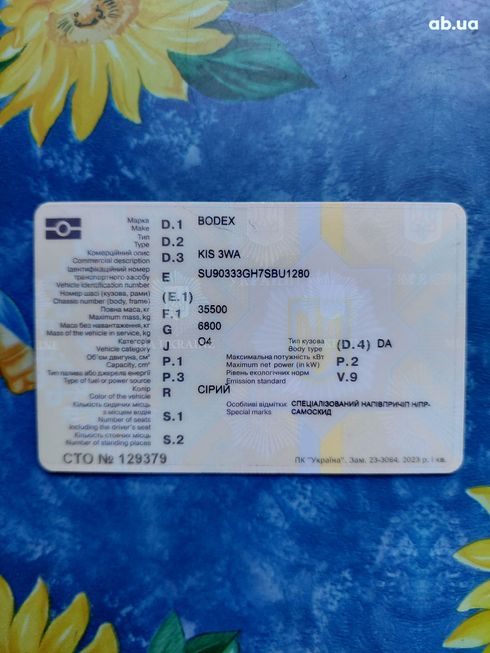 ab.ua
Марка
Make D.1 BODEX
Тип
Type D.2
Комерційний опис
Commercial description D.3 KIS 3WA
Ідентифікаційний номер
транспортного засобу E SU90333GH7SBU1280
Vehicle identification number
Номер шасі (кузова, рами) (E.1)
Chassis number (body, frame)
Повна маса, кг F.1 35500
Maximum mass, kg
Маса без навантаження, кг G 6800
Mass of the vehicle in service, kg
Категорія O4 Тип кузова (D.4) DA
Vehicle category Body type
Об'єм двигуна, см³ P.1 Максимальна потужність кВт P.2
Capacity, cm³ Maximum net power (in kW)
Тип палива або джерела енергії P.3 Рівень екологічних норм V.9
Type of fuel or power source Emission standard
Колір R СІРИЙ
Color of the vehicle
Кількість сидячих місць Особливі відмітки: СПЕЦІАЛІЗОВАНИЙ НАПІВПРИЧІП Н/ПР-
з місцем водія S.1 Special marks САМОСКИД
Number of seats
including the driver's seat
Кількість стоячих місць S.2
Number of standing places
СТО № 129379 ПК "Україна". Зам. 23-3064. 2023 р. І кв.